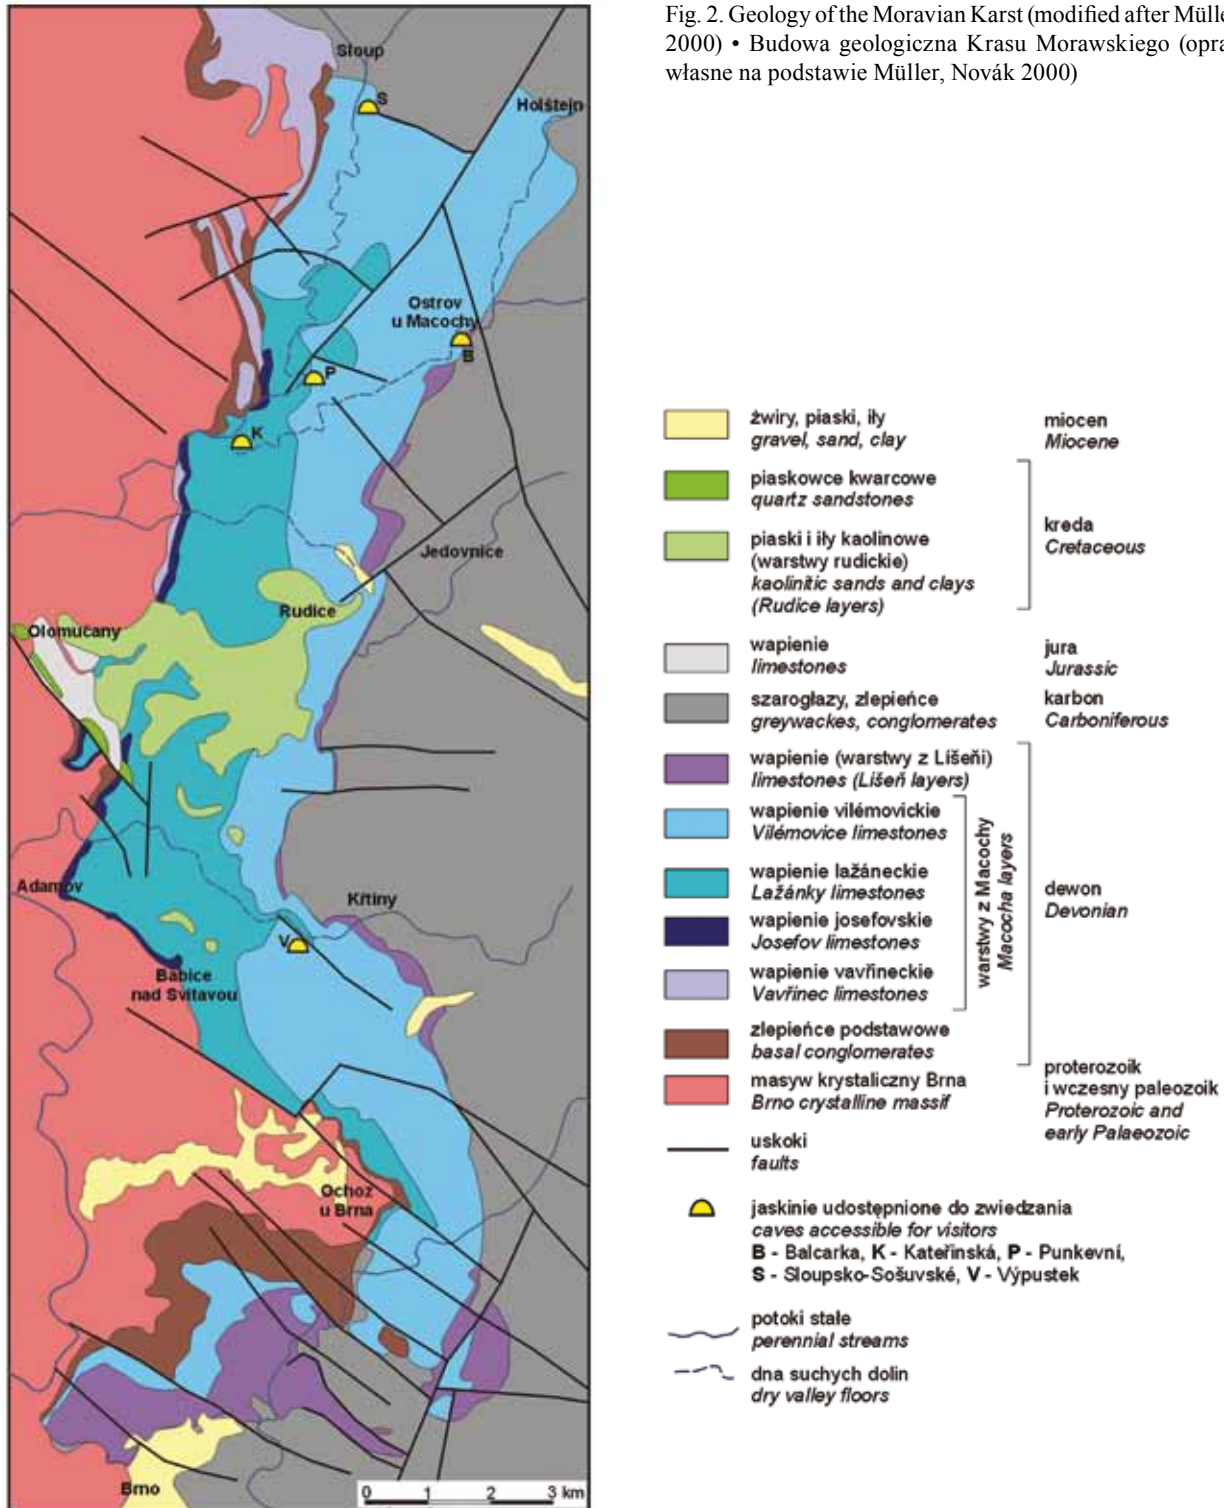 Fig. 2. Geology of the Moravian Karst (modified after Mülle
2000) • Budowa geologiczna Krasu Morawskiego (opra
własne na podstawie Müller, Novák 2000)
Sloup
S
Holštejn
Ostrov
u Macochy
B
P
K
Jedovnice
Rudice
Olomučany
Adamov
Křtiny
V
Babice
nad Svitavou
Ochoz
u Brna
Brno
0 1 2 3 km
żwiry, piaski, iły
gravel, sand, clay
miocen
Miocene
piaskowce kwarcowe
quartz sandstones
piaski i iły kaolinowe
(warstwy rudickie)
kaolinitic sands and clays
(Rudice layers)
kreda
Cretaceous
wapienie
limestones
jura
Jurassic
szarogłazy, zlepieńce
greywackes, conglomerates
karbon
Carboniferous
wapienie (warstwy z Líšeňi)
limestones (Lišeň layers)
wapienie vilémovickie
Vilémovice limestones
wapienie lažáneckie
Lažánky limestones
wapienie josefovskie
Josefov limestones
wapienie vavřineckie
Vavřinec limestones
warstwy z Macochy
Macocha layers
dewon
Devonian
zlepieńce podstawowe
basal conglomerates
masyw krystaliczny Brna
Brno crystalline massif
proterozoik
i wczesny paleozoik
Proterozoic and
early Palaeozoic
uskoki
faults
jaskinie udostępnione do zwiedzania
caves accessible for visitors
B - Balcarka, K - Kateřinská, P - Punkevní,
S - Sloupsko-Sošuvské, V - Výpustek
potoki stałe
perennial streams
dna suchych dolin
dry valley floors